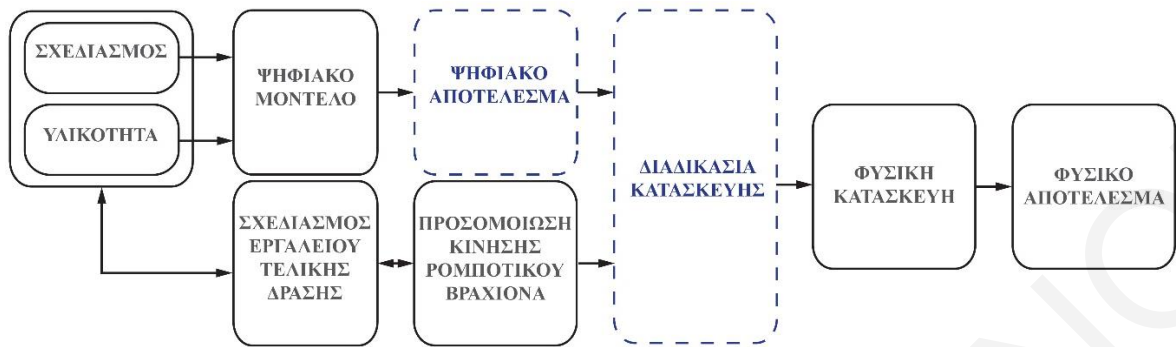 ΣΧΕΔΙΑΣΜΟΣ
ΥΛΙΚΟΤΗΤΑ
ΨΗΦΙΑΚΟ
ΜΟΝΤΕΛΟ
ΨΗΦΙΑΚΟ
ΑΠΟΤΕΛΕΣΜΑ
ΣΧΕΔΙΑΣΜΟΣ
ΕΡΓΑΛΕΙΟΥ
ΤΕΛΙΚΗΣ
ΔΡΑΣΗΣ
ΠΡΟΣΟΜΟΙΩΣΗ
ΚΙΝΗΣΗΣ
ΡΟΜΠΟΤΙΚΟΥ
ΒΡΑΧΙΟΝΑ
ΔΙΑΔΙΚΑΣΙΑ
ΚΑΤΑΣΚΕΥΗΣ
ΦΥΣΙΚΗ
ΚΑΤΑΣΚΕΥΗ
ΦΥΣΙΚΟ
ΑΠΟΤΕΛΕΣΜΑ